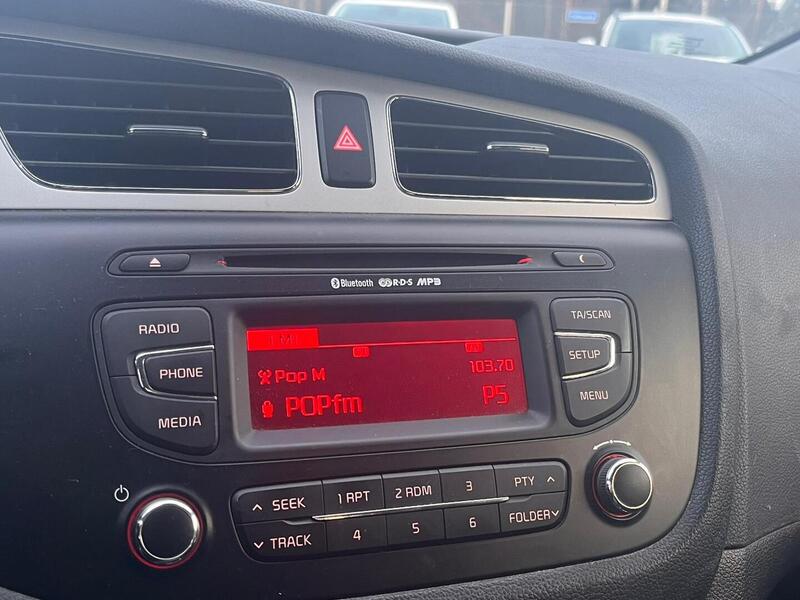 Bluetooth R·D·S MP3
RADIO
PHONE
MEDIA
TA/SCAN
SETUP
MENU
Pop M 103.70
POPfm P5
SEEK
TRACK
1 RPT
2 RDM
3
PTY
4
5
6
FOLDER